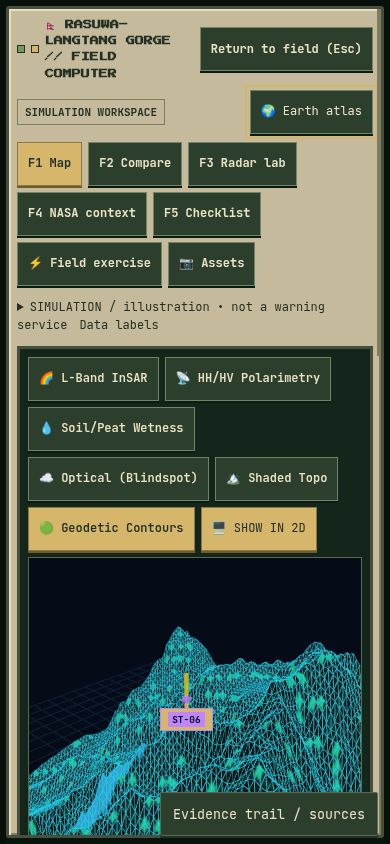 🇳🇵 RASUWA-
LANGTANG GORGE
// FIELD
COMPUTER
Return to field (Esc)
SIMULATION WORKSPACE
🌍 Earth atlas
F1 Map
F2 Compare
F3 Radar lab
F4 NASA context
F5 Checklist
⚡ Field exercise
📷 Assets
▶ SIMULATION / illustration • not a warning
service Data labels
🌈 L-Band InSAR
📡 HH/HV Polarimetry
💧 Soil/Peat Wetness
☁️ Optical (Blindspot)
🏔️ Shaded Topo
🟢 Geodetic Contours
🖥️ SHOW IN 2D
ST-06
Evidence trail / sources